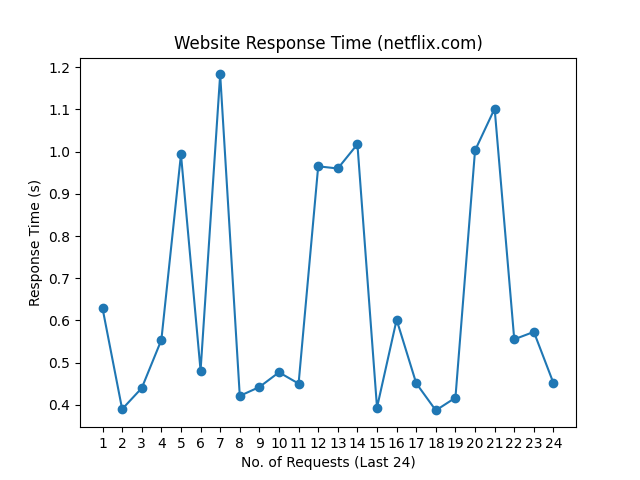 Website Response Time (netflix.com)
1.2
1.1
1.0
0.9
0.8
0.7
0.6
0.5
0.4
Response Time (s)
1 2 3 4 5 6 7 8 9 10 11 12 13 14 15 16 17 18 19 20 21 22 23 24
No. of Requests (Last 24)